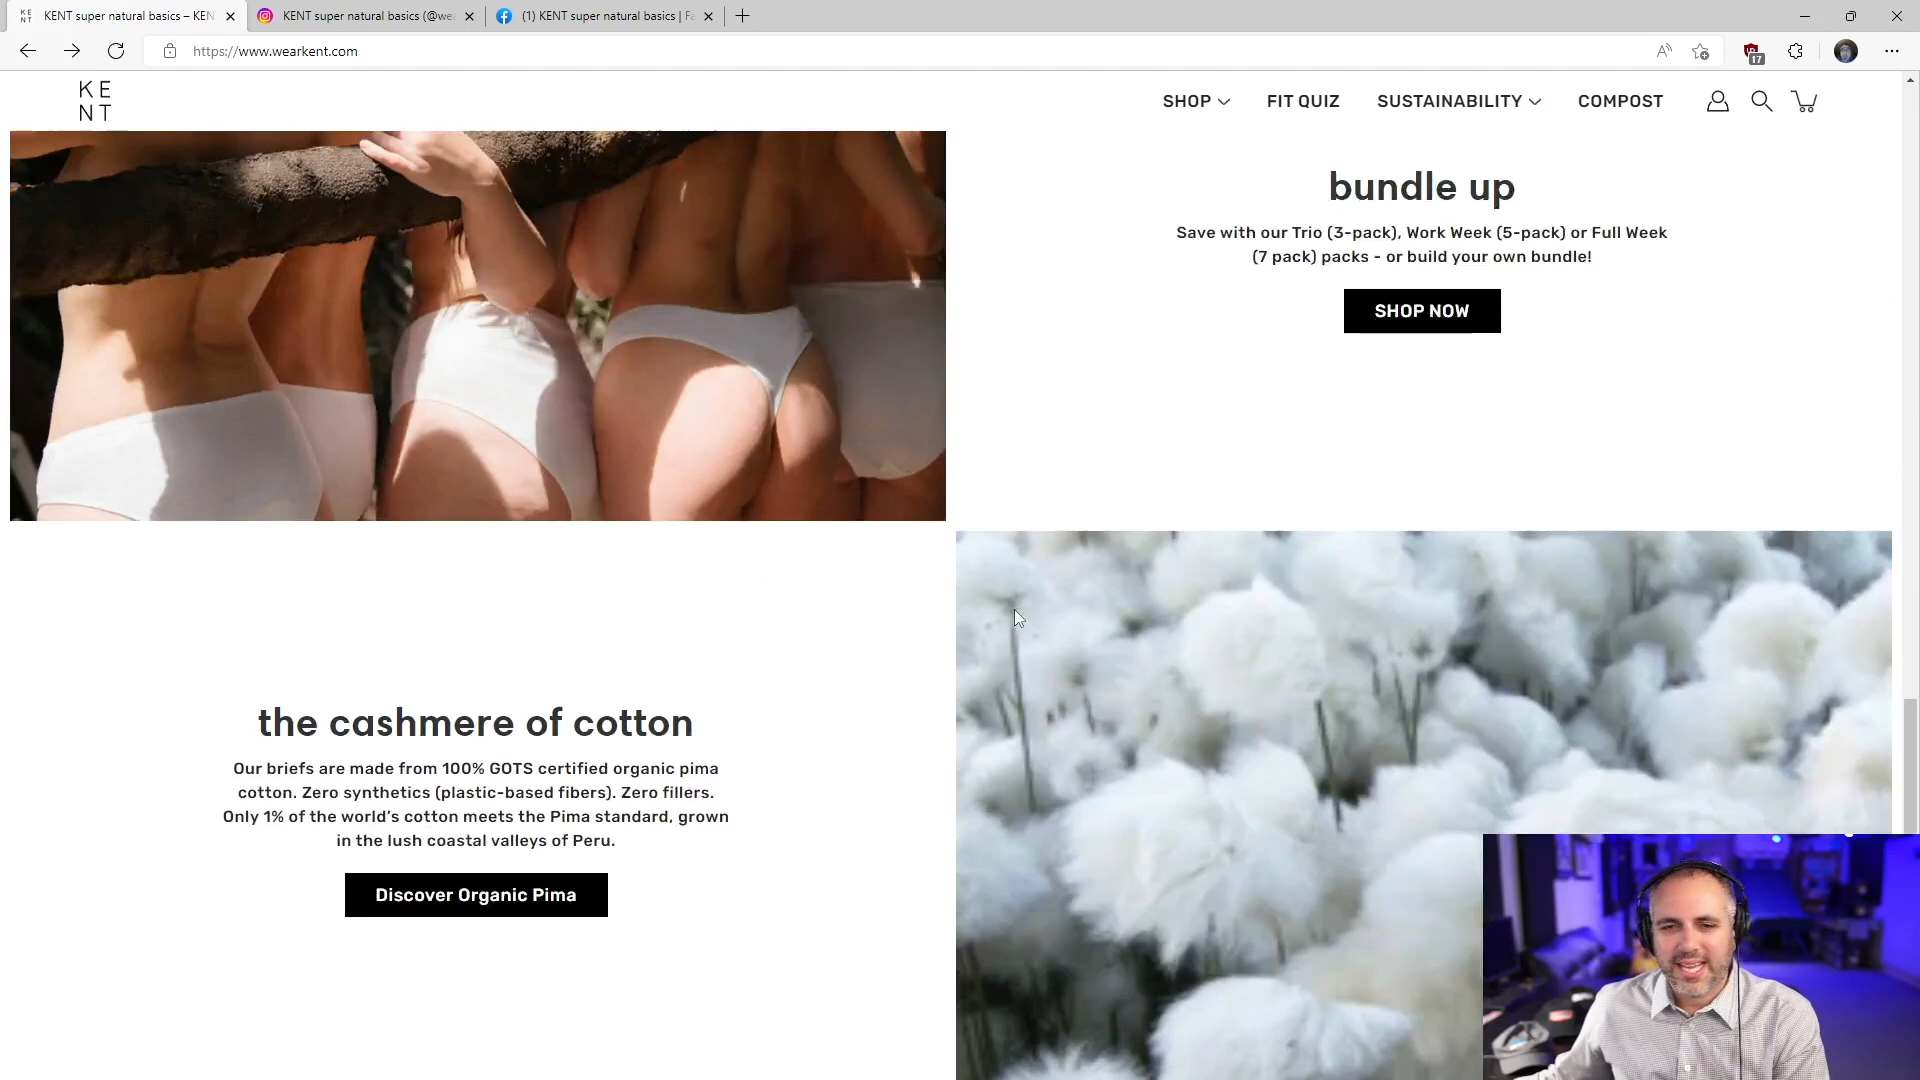 KENT super natural basics – KEN
KENT super natural basics (@wea
(1) KENT super natural basics | Fa
https://www.wearkent.com
17
KE
NT
SHOP
FIT QUIZ
SUSTAINABILITY
COMPOST
bundle up
Save with our Trio (3-pack), Work Week (5-pack) or Full Week
(7 pack) packs - or build your own bundle!
SHOP NOW
the cashmere of cotton
Our briefs are made from 100% GOTS certified organic pima
cotton. Zero synthetics (plastic-based fibers). Zero fillers.
Only 1% of the world’s cotton meets the Pima standard, grown
in the lush coastal valleys of Peru.
Discover Organic Pima